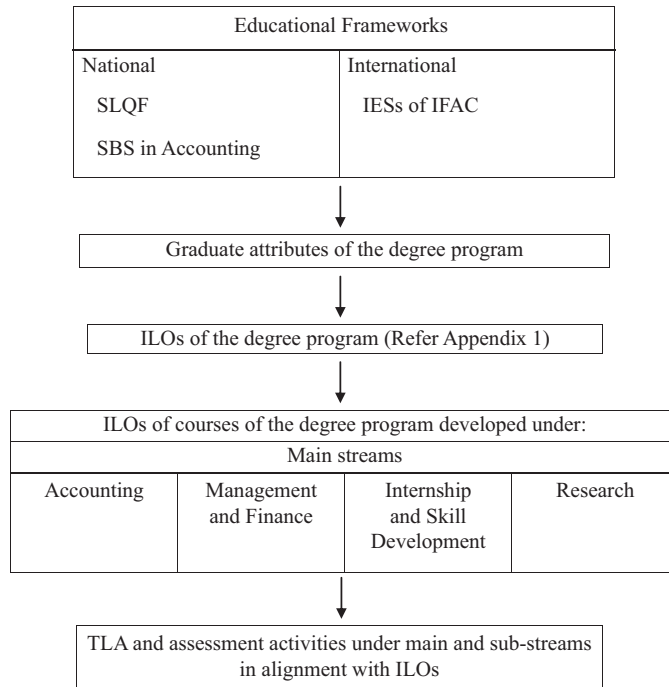 Educational Frameworks
National
SLQF
SBS in Accounting
International
IESs of IFAC
Graduate attributes of the degree program
ILOs of the degree program (Refer Appendix 1)
ILOs of courses of the degree program developed under:
Main streams
Accounting
Management
and Finance
Internship
and Skill
Development
Research
TLA and assessment activities under main and sub-streams
in alignment with ILOs